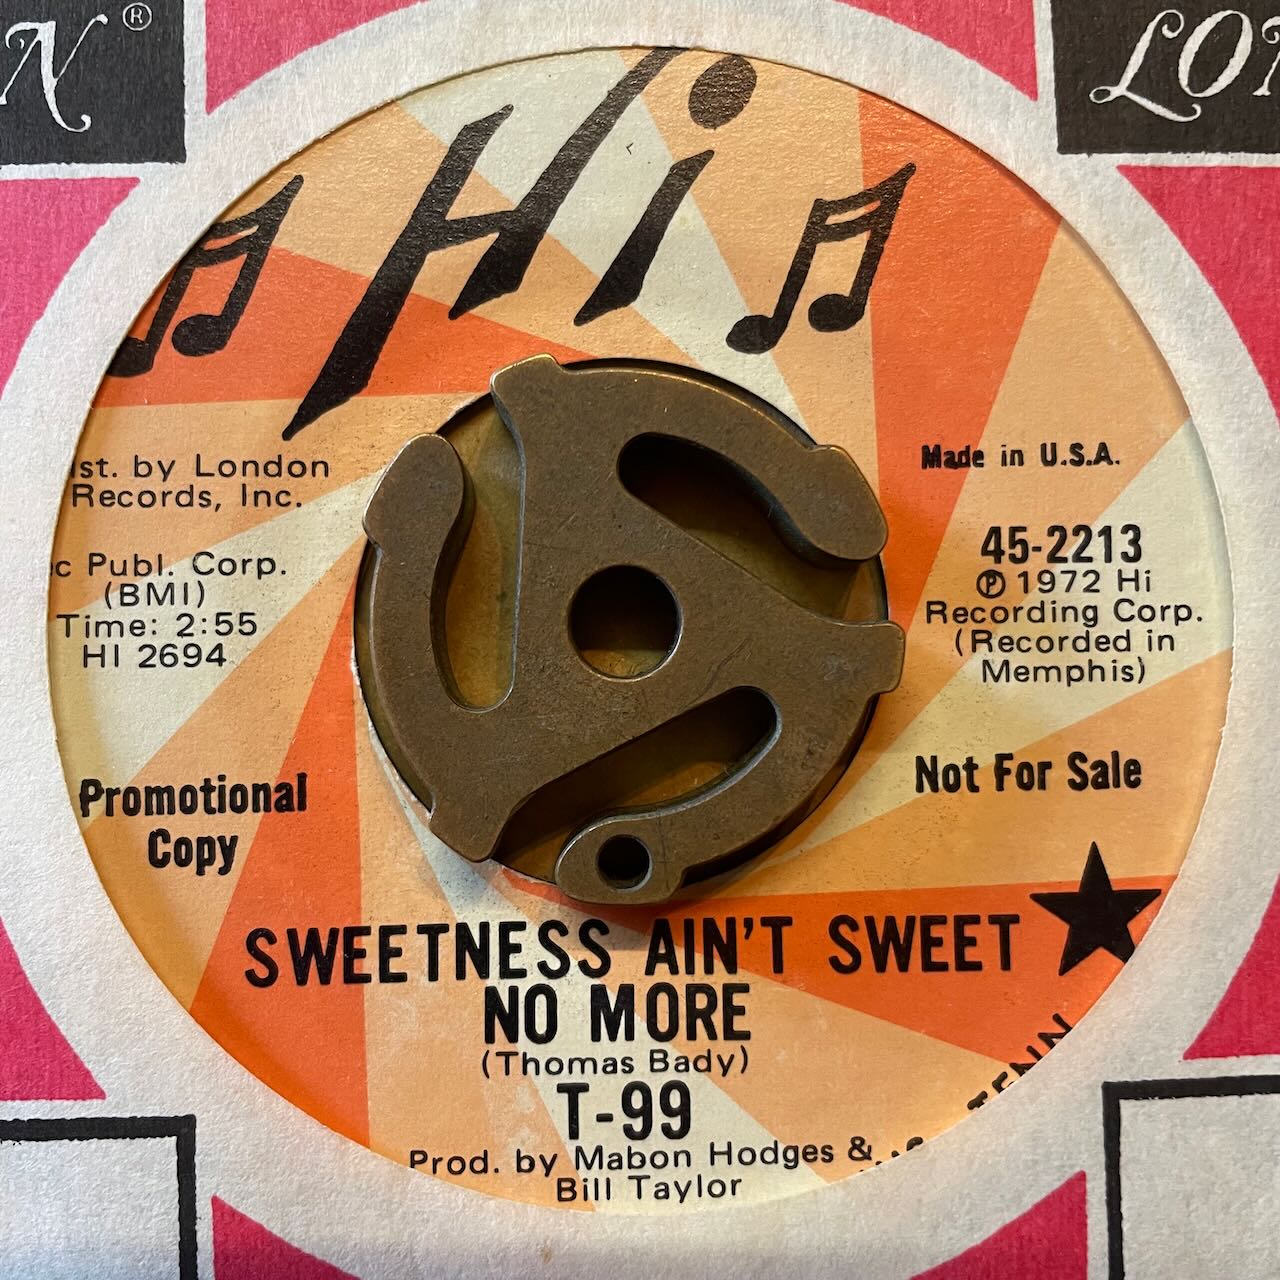 N®
LON
Hi
ist. by London
Records, Inc.
c Publ. Corp.
(BMI)
Time: 2:55
HI 2694
Promotional
Copy
Made in U.S.A.
45-2213
℗ 1972 Hi
Recording Corp.
(Recorded in
Memphis)
Not For Sale
SWEETNESS AIN'T SWEET
NO MORE
(Thomas Bady)
T-99
Prod. by Mabon Hodges &
Bill Taylor
TENN